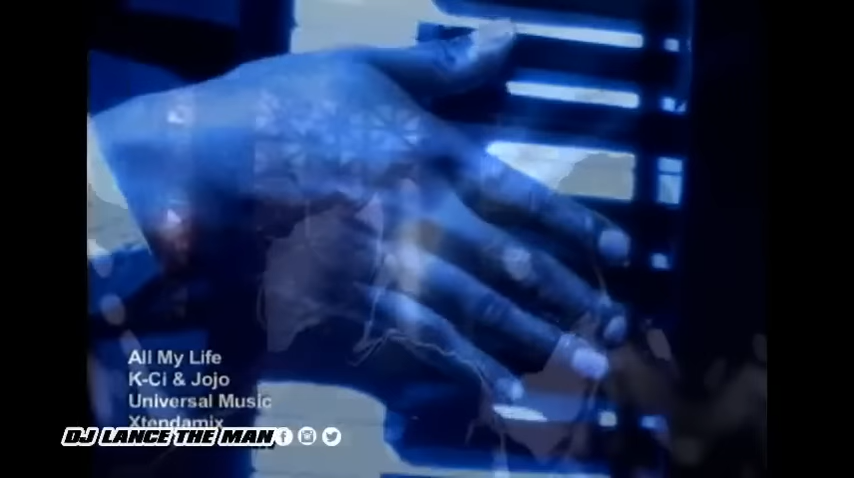 All My Life
K-Ci & Jojo
Universal Music
Xtendamix
DJ LANCE THE MAN